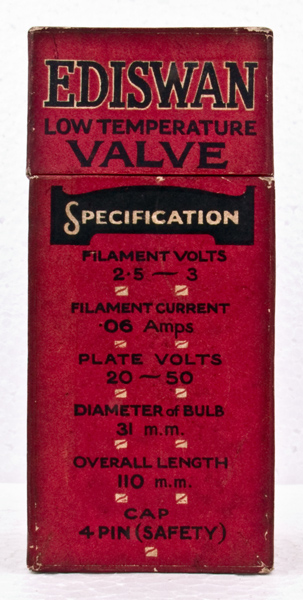 EDISWAN
LOW TEMPERATURE
VALVE
SPECIFICATION
FILAMENT VOLTS
2·5 — 3
FILAMENT CURRENT
·06 Amps
PLATE VOLTS
20 — 50
DIAMETER of BULB
31 m.m.
OVERALL LENGTH
110 m.m.
CAP
4 PIN (SAFETY)